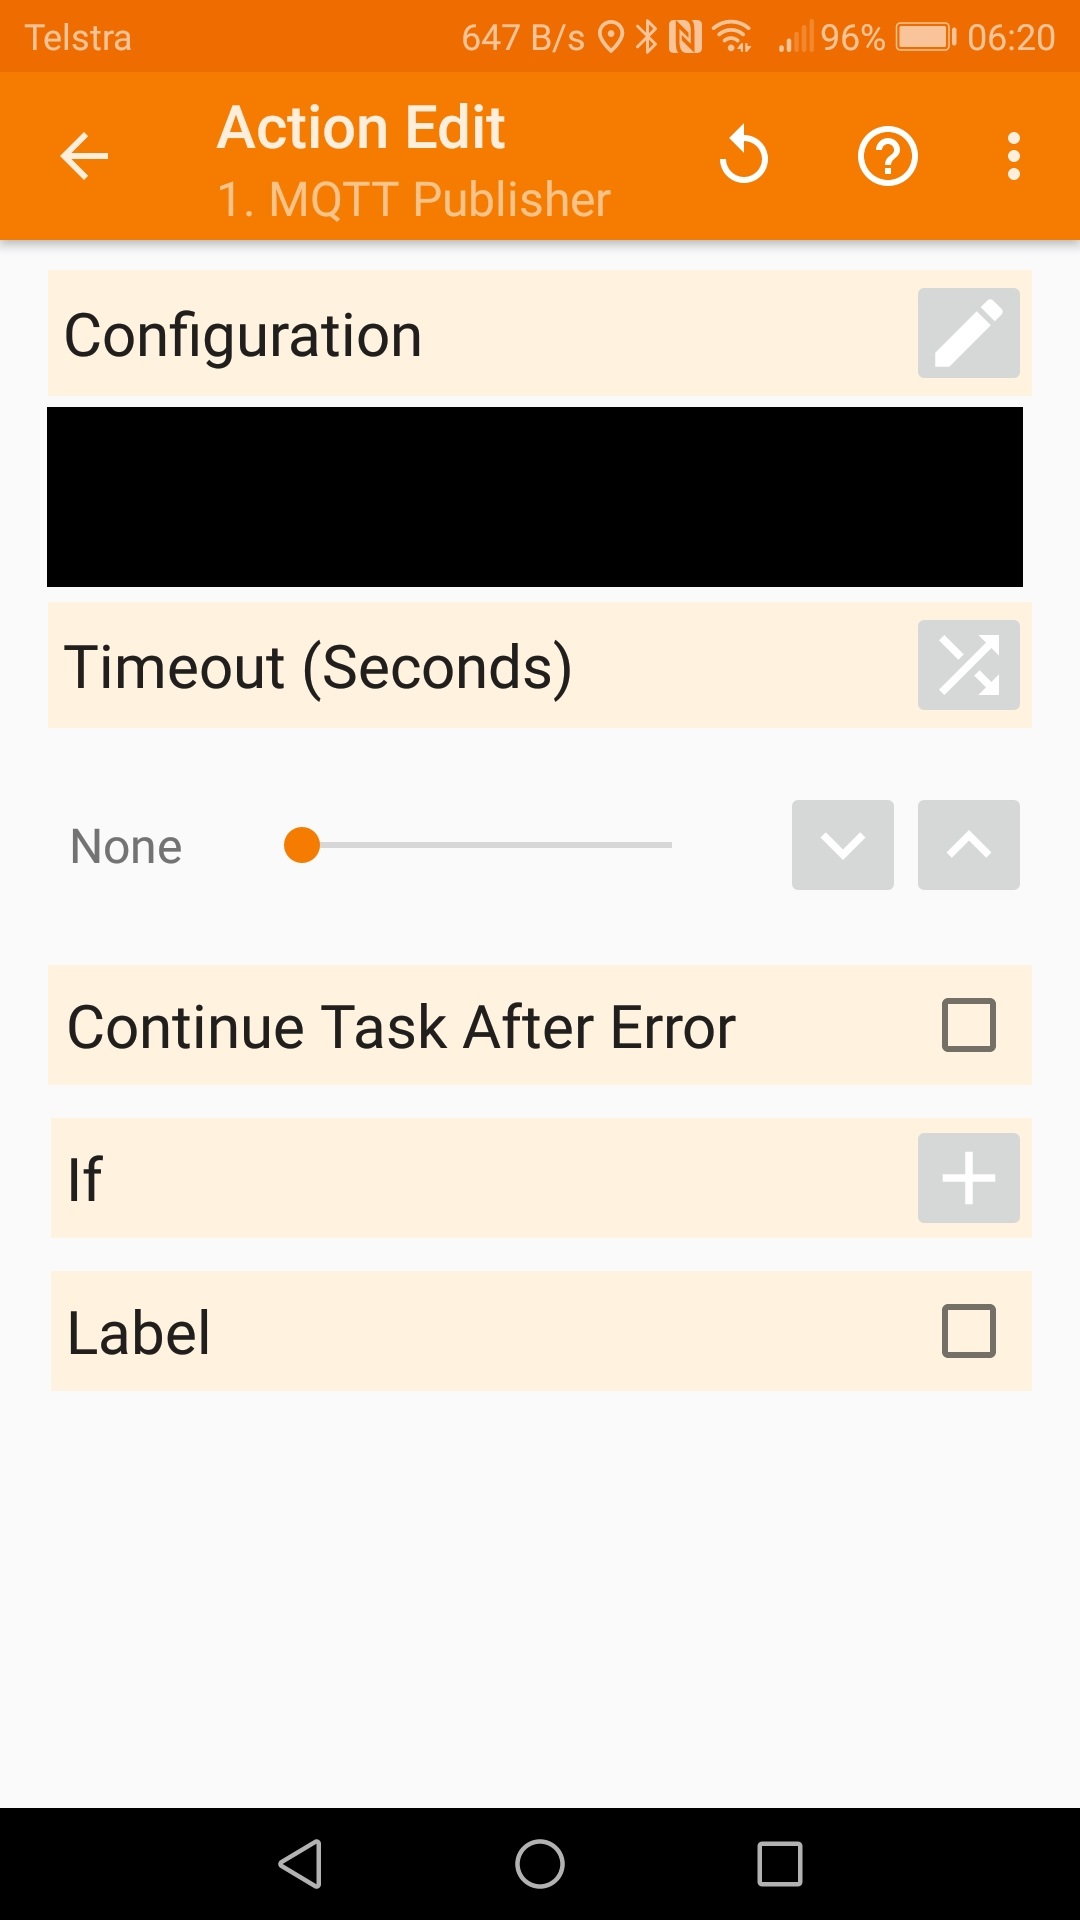 Telstra 647 B/s 96% 06:20
Action Edit
1. MQTT Publisher
Configuration
Timeout (Seconds)
None
Continue Task After Error
If
Label